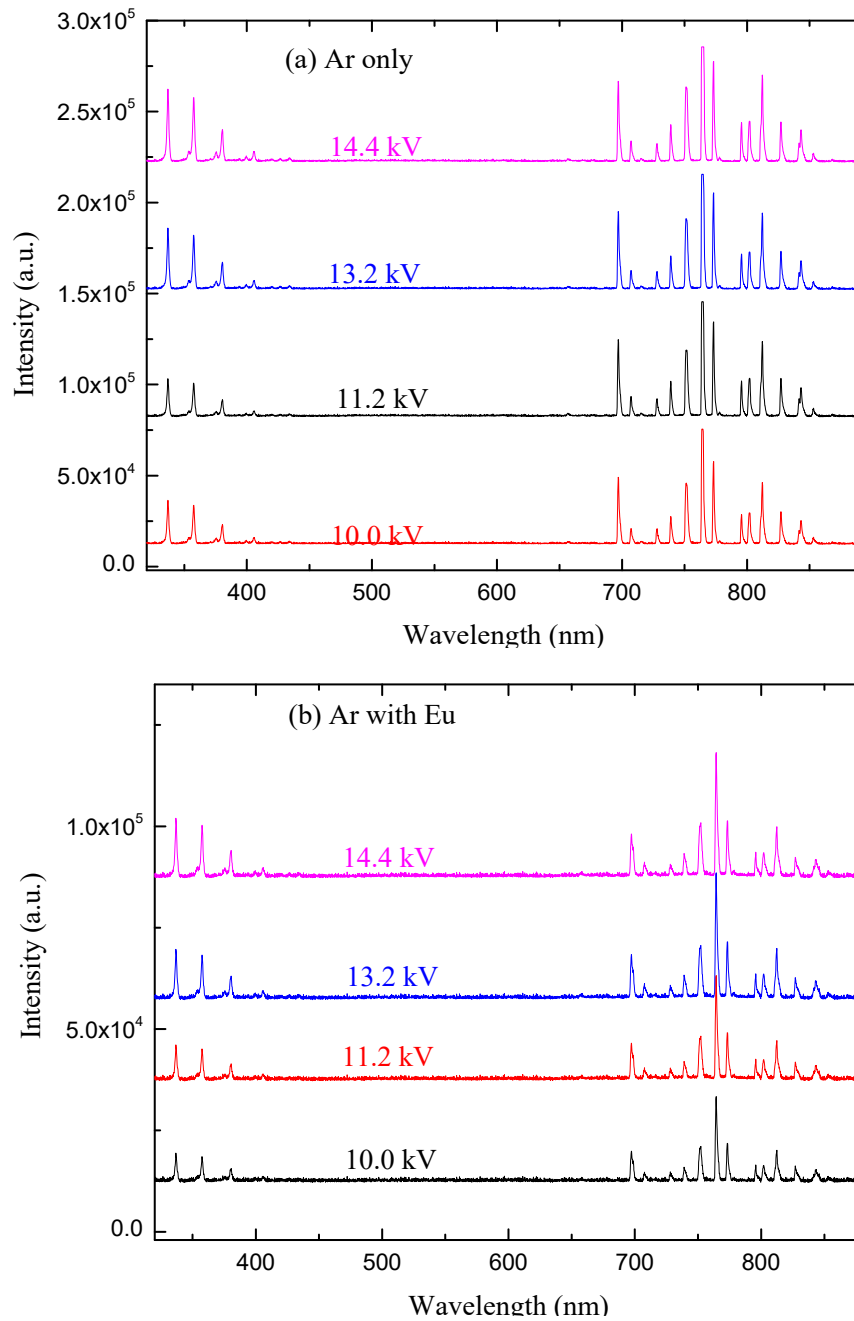 (a) Ar only
3.0x10^5
2.5x10^5
2.0x10^5
1.5x10^5
1.0x10^5
5.0x10^4
0.0
Intensity (a.u.)
14.4 kV
13.2 kV
11.2 kV
10.0 kV
400 500 600 700 800
Wavelength (nm)
(b) Ar with Eu
1.0x10^5
5.0x10^4
0.0
Intensity (a.u.)
14.4 kV
13.2 kV
11.2 kV
10.0 kV
400 500 600 700 800
Wavelength (nm)